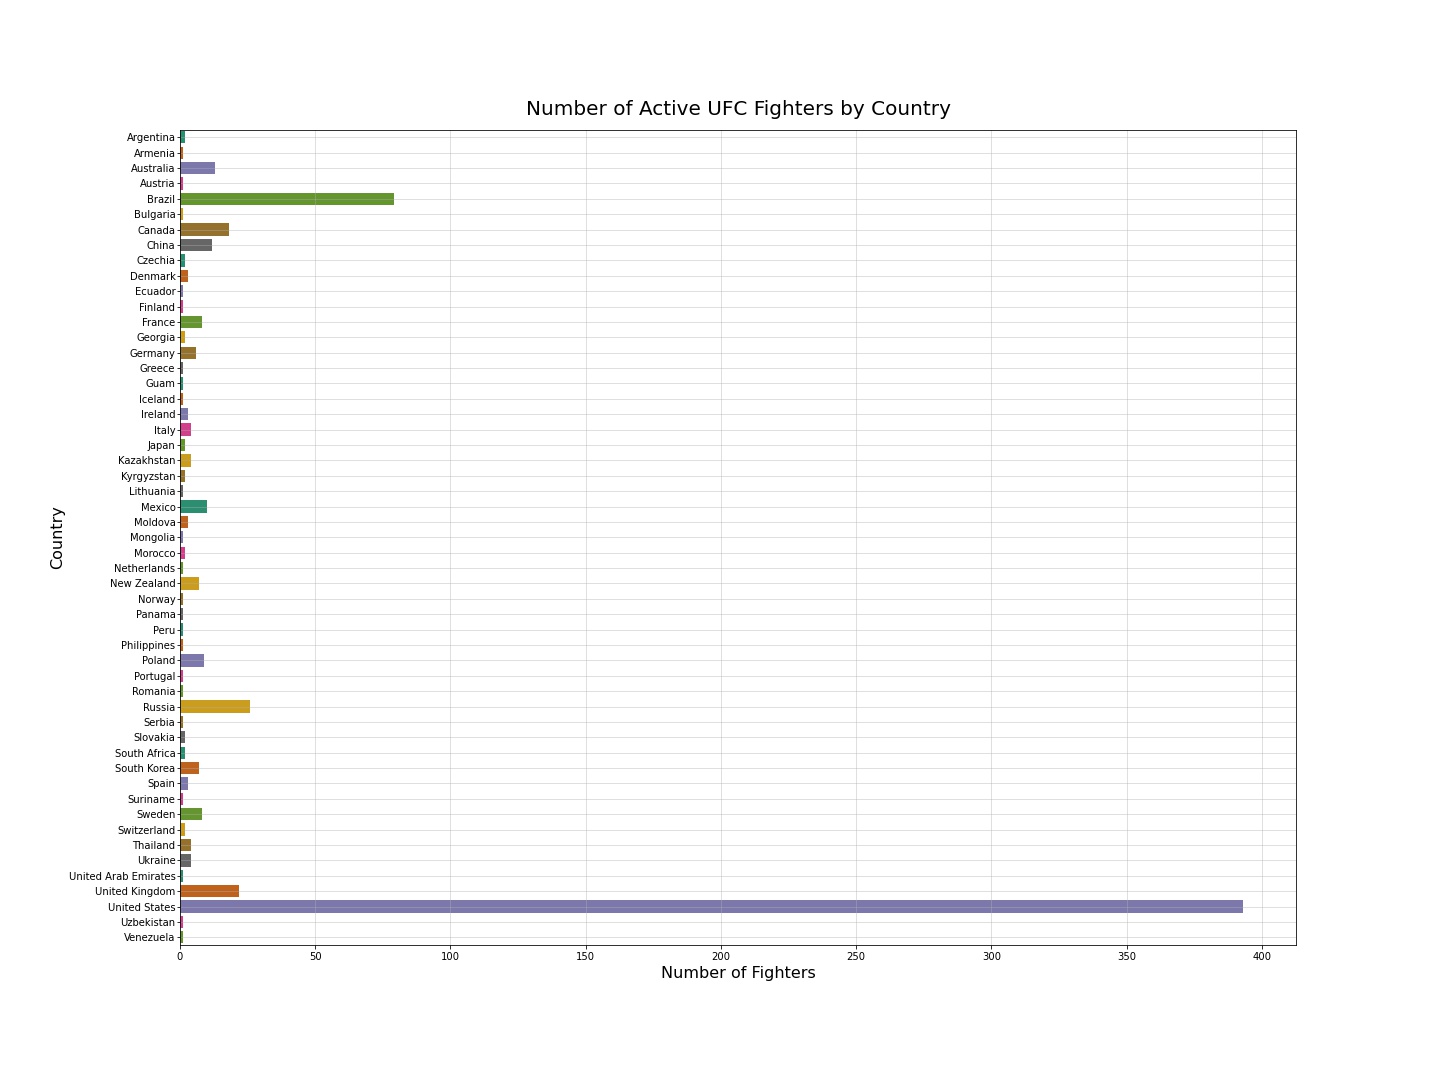 Number of Active UFC Fighters by Country
Argentina
Armenia
Australia
Austria
Brazil
Bulgaria
Canada
China
Czechia
Denmark
Ecuador
Finland
France
Georgia
Germany
Greece
Guam
Iceland
Ireland
Italy
Japan
Kazakhstan
Kyrgyzstan
Lithuania
Mexico
Moldova
Mongolia
Morocco
Netherlands
New Zealand
Norway
Panama
Peru
Philippines
Poland
Portugal
Romania
Russia
Serbia
Slovakia
South Africa
South Korea
Spain
Suriname
Sweden
Switzerland
Thailand
Ukraine
United Arab Emirates
United Kingdom
United States
Uzbekistan
Venezuela
Country
0 50 100 150 200 250 300 350 400
Number of Fighters